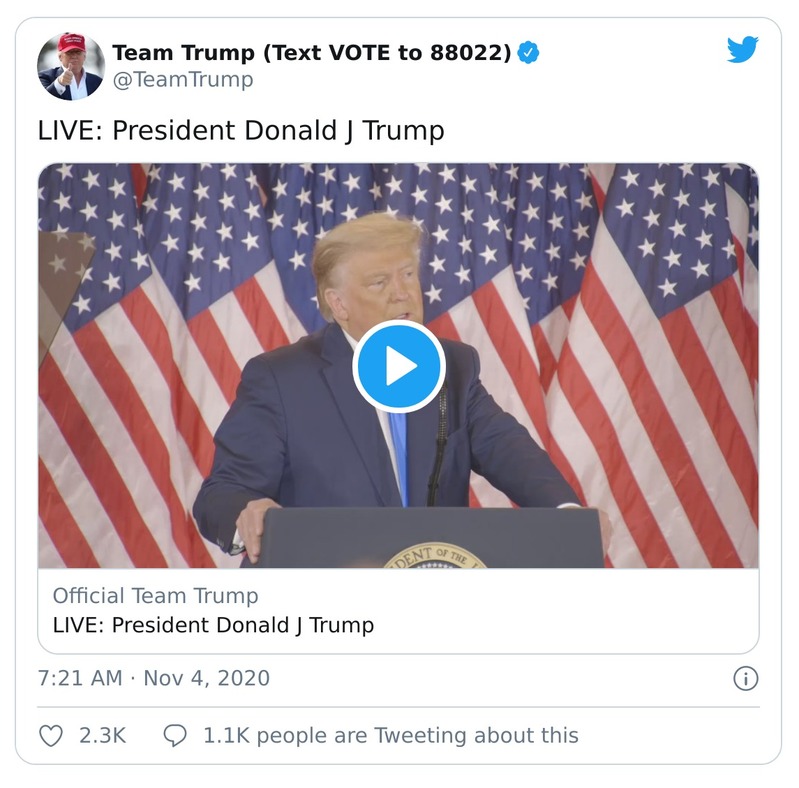 Team Trump (Text VOTE to 88022)
@TeamTrump
LIVE: President Donald J Trump
DENT OF THE
Official Team Trump
LIVE: President Donald J Trump
7:21 AM · Nov 4, 2020
2.3K
1.1K people are Tweeting about this